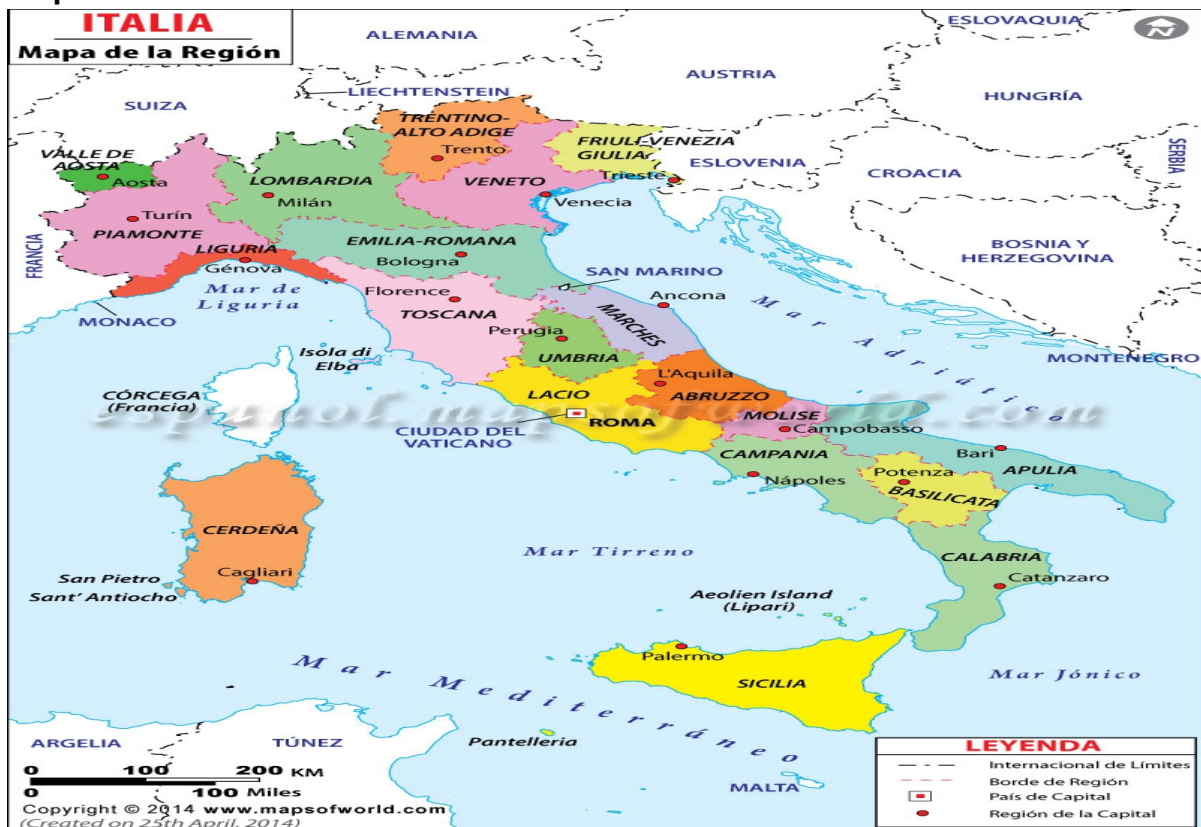 ITALIA
Mapa de la Región
ESLOVAQUIA
N
ALEMANIA
AUSTRIA
LIECHTENSTEIN
HUNGRÍA
SUIZA
TRENTINO-
ALTO ADIGE
Trento
FRIULI-VENEZIA
GIULIA
ESLOVENIA
SERBIA
VALLE DE
AOSTA
Aosta
LOMBARDIA
VENETO
Trieste
CROACIA
Milán
Venecia
Turín
PIAMONTE
FRANCIA
LIGURIA
Génova
EMILIA-ROMANA
Bologna
BOSNIA Y
HERZEGOVINA
SAN MARINO
Mar de
Liguria
Florence
TOSCANA
Ancona
MONACO
MARCHES
Perugia
UMBRIA
Mar Adriático
MONTENEGRO
Isola di
Elba
CÓRCEGA
(Francia)
L'Aquila
LACIO
ABRUZZO
espanol.mapsofworld.com
MOLISE
ROMA
Campobasso
CIUDAD DEL
VATICANO
CAMPANIA
Bari
APULIA
Nápoles
Potenza
BASILICATA
CERDEÑA
Mar Tirreno
CALABRIA
Cagliari
Catanzaro
San Pietro
Sant' Antiocho
Aeolien Island
(Lipari)
Palermo
SICILIA
Mar Jónico
Mar Mediterráneo
ARGELIA
TÚNEZ
Pantelleria
MALTA
0 100 200 KM
0 100 Miles
Copyright © 2014 www.mapsofworld.com
(Created on 25th April, 2014)
LEYENDA
Internacional de Límites
Borde de Región
País de Capital
Región de la Capital